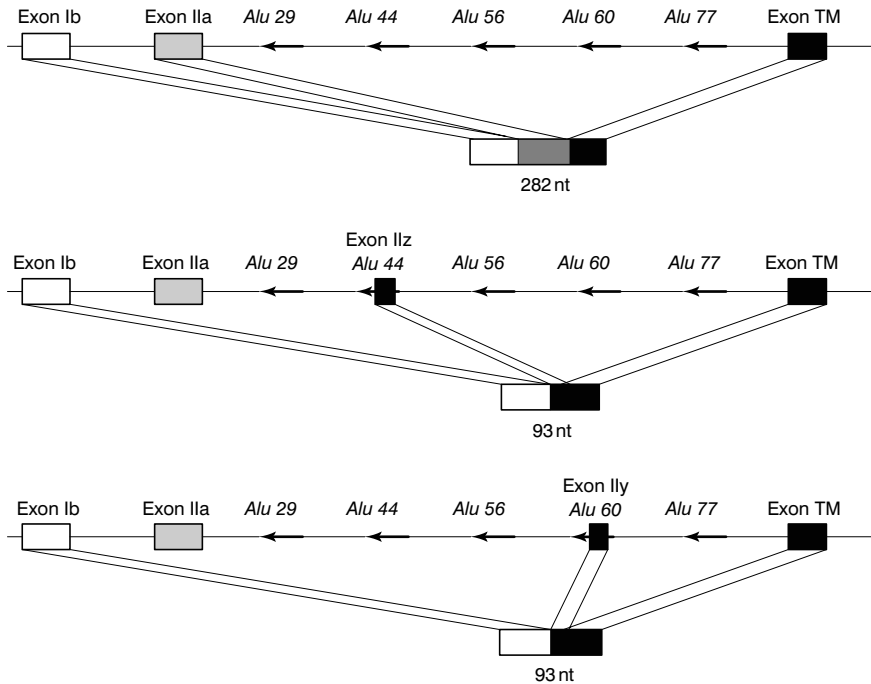 Exon Ib Exon IIa Alu 29 Alu 44 Alu 56 Alu 60 Alu 77 Exon TM
282 nt
Exon IIz
Exon Ib Exon IIa Alu 29 Alu 44 Alu 56 Alu 60 Alu 77 Exon TM
93 nt
Exon IIy
Exon Ib Exon IIa Alu 29 Alu 44 Alu 56 Alu 60 Alu 77 Exon TM
93 nt